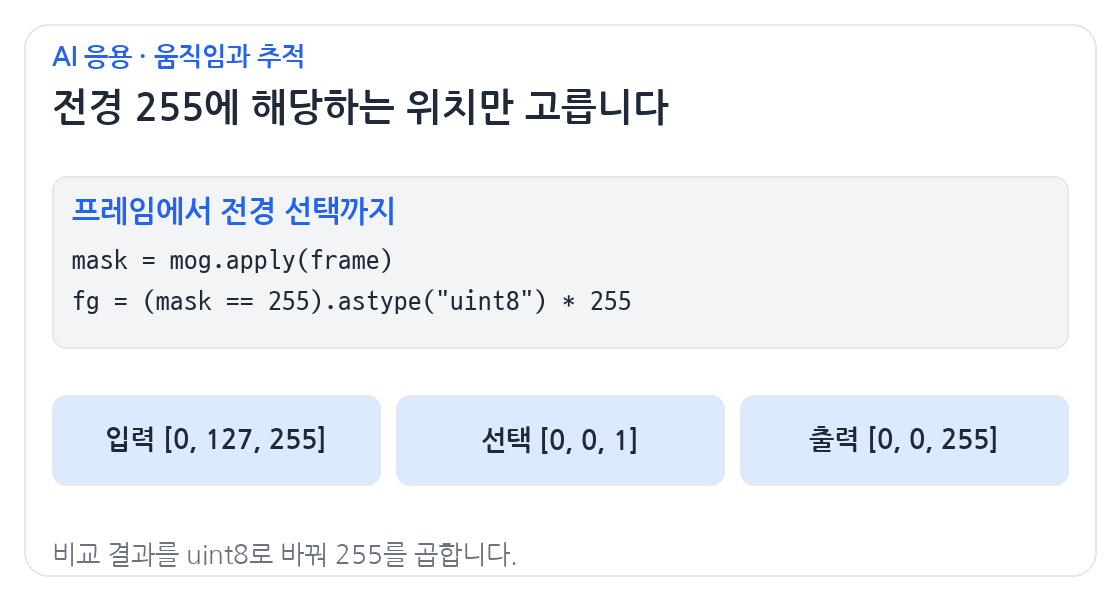 AI 응용 · 움직임과 추적
전경 255에 해당하는 위치만 고릅니다
프레임에서 전경 선택까지
mask = mog.apply(frame)
fg = (mask == 255).astype("uint8") * 255
입력 [0, 127, 255]
선택 [0, 0, 1]
출력 [0, 0, 255]
비교 결과를 uint8로 바꿔 255를 곱합니다.